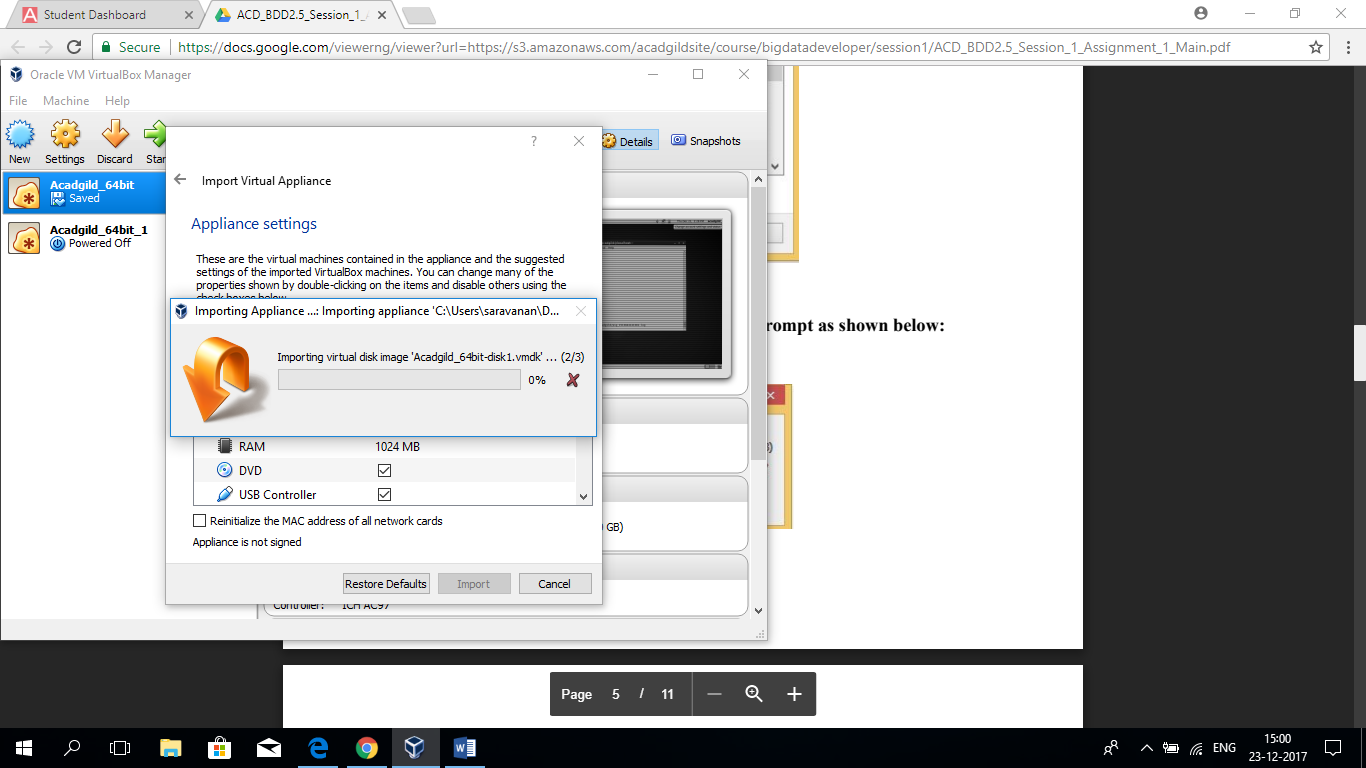 Student Dashboard
ACD_BDD2.5_Session_1_
Secure
https://docs.google.com/viewerng/viewer?url=https://s3.amazonaws.com/acadgildsite/course/bigdatadeveloper/session1/ACD_BDD2.5_Session_1_Assignment_1_Main.pdf
Oracle VM VirtualBox Manager
File Machine Help
New Settings Discard Star
Details Snapshots
Acadgild_64bit
Saved
Acadgild_64bit_1
Powered Off
?
Import Virtual Appliance
Appliance settings
These are the virtual machines contained in the appliance and the suggested
settings of the imported VirtualBox machines. You can change many of the
properties shown by double-clicking on the items and disable others using the
check boxes below.
Importing Appliance ...: Importing appliance 'C:\Users\saravanan\D...
Importing virtual disk image 'Acadgild_64bit-disk1.vmdk' ... (2/3)
0%
rompt as shown below:
RAM 1024 MB
DVD
USB Controller
Reinitialize the MAC address of all network cards
Appliance is not signed
GB)
Restore Defaults Import Cancel
Controller: ICH AC97
Page 5 / 11
ENG
15:00
23-12-2017